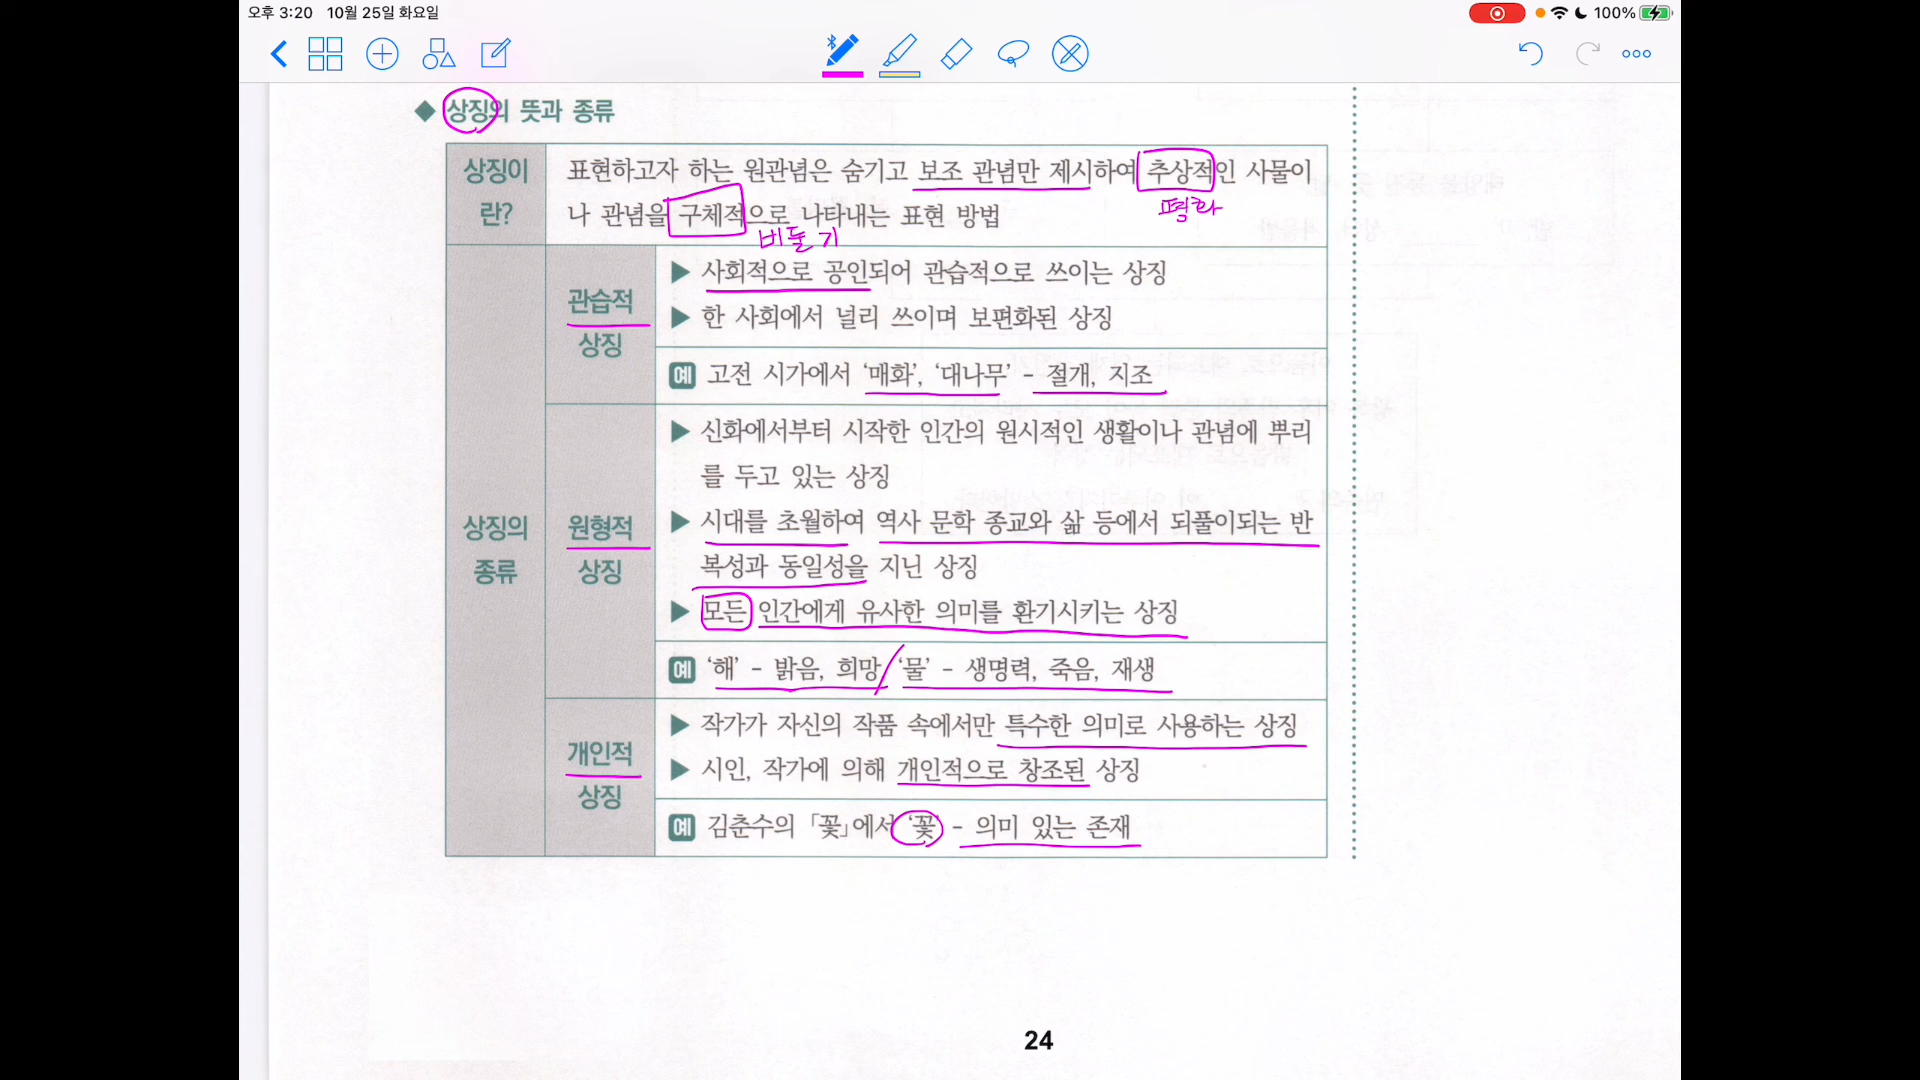 오후 3:20 10월 25일 화요일
100%
◆ 상징의 뜻과 종류
상징이란?
표현하고자 하는 원관념은 숨기고 보조 관념만 제시하여 추상적인 사물이
나 관념을 구체적으로 나타내는 표현 방법
평화
비둘기
상징의 종류
관습적 상징
▶ 사회적으로 공인되어 관습적으로 쓰이는 상징
▶ 한 사회에서 널리 쓰이며 보편화된 상징
예 고전 시가에서 ‘매화’, ‘대나무’ - 절개, 지조
원형적 상징
▶ 신화에서부터 시작한 인간의 원시적인 생활이나 관념에 뿌리
를 두고 있는 상징
▶ 시대를 초월하여 역사 문학 종교와 삶 등에서 되풀이되는 반
복성과 동일성을 지닌 상징
▶ 모든 인간에게 유사한 의미를 환기시키는 상징
예 ‘해’ - 밝음, 희망 / ‘물’ - 생명력, 죽음, 재생
개인적 상징
▶ 작가가 자신의 작품 속에서만 특수한 의미로 사용하는 상징
▶ 시인, 작가에 의해 개인적으로 창조된 상징
예 김춘수의 「꽃」에서 ‘꽃’ - 의미 있는 존재
24